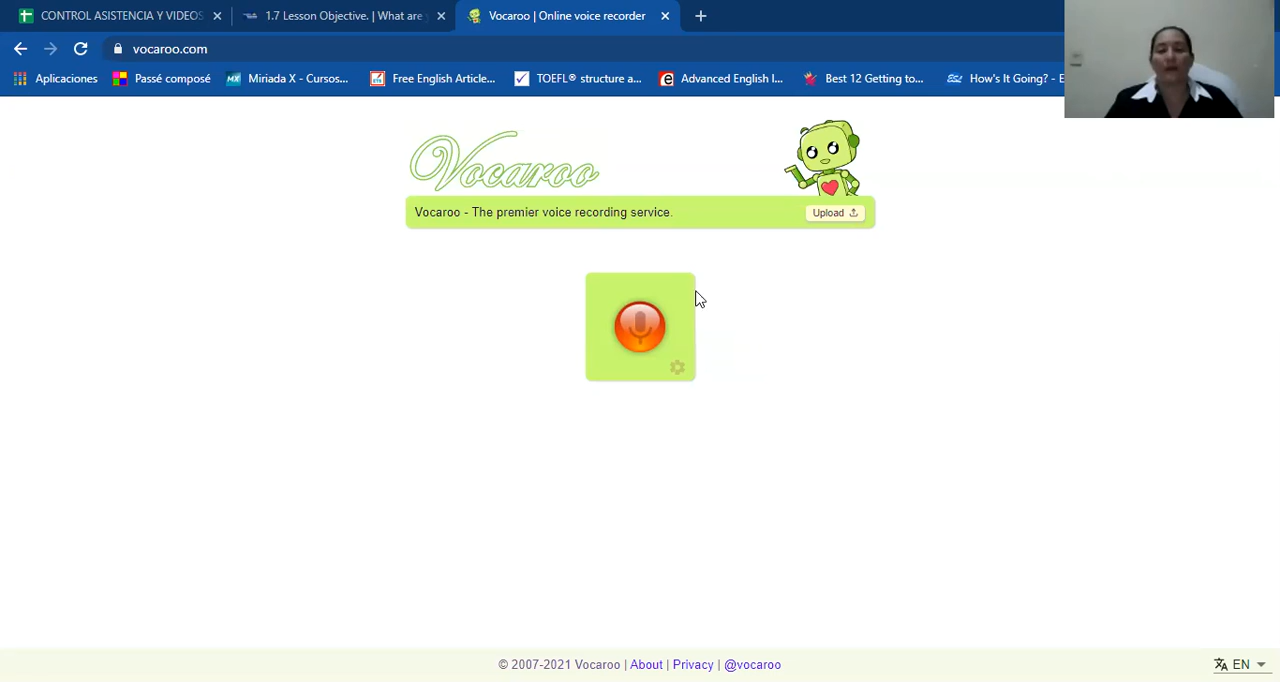 CONTROL ASISTENCIA Y VIDEOS
1.7 Lesson Objective. | What are
Vocaroo | Online voice recorder
vocaroo.com
Aplicaciones
Passé composé
Miriada X - Cursos...
Free English Article...
TOEFL® structure a...
Advanced English l...
Best 12 Getting to...
How's It Going? - E
Vocaroo
Vocaroo - The premier voice recording service.
Upload
© 2007-2021 Vocaroo | About | Privacy | @vocaroo
EN